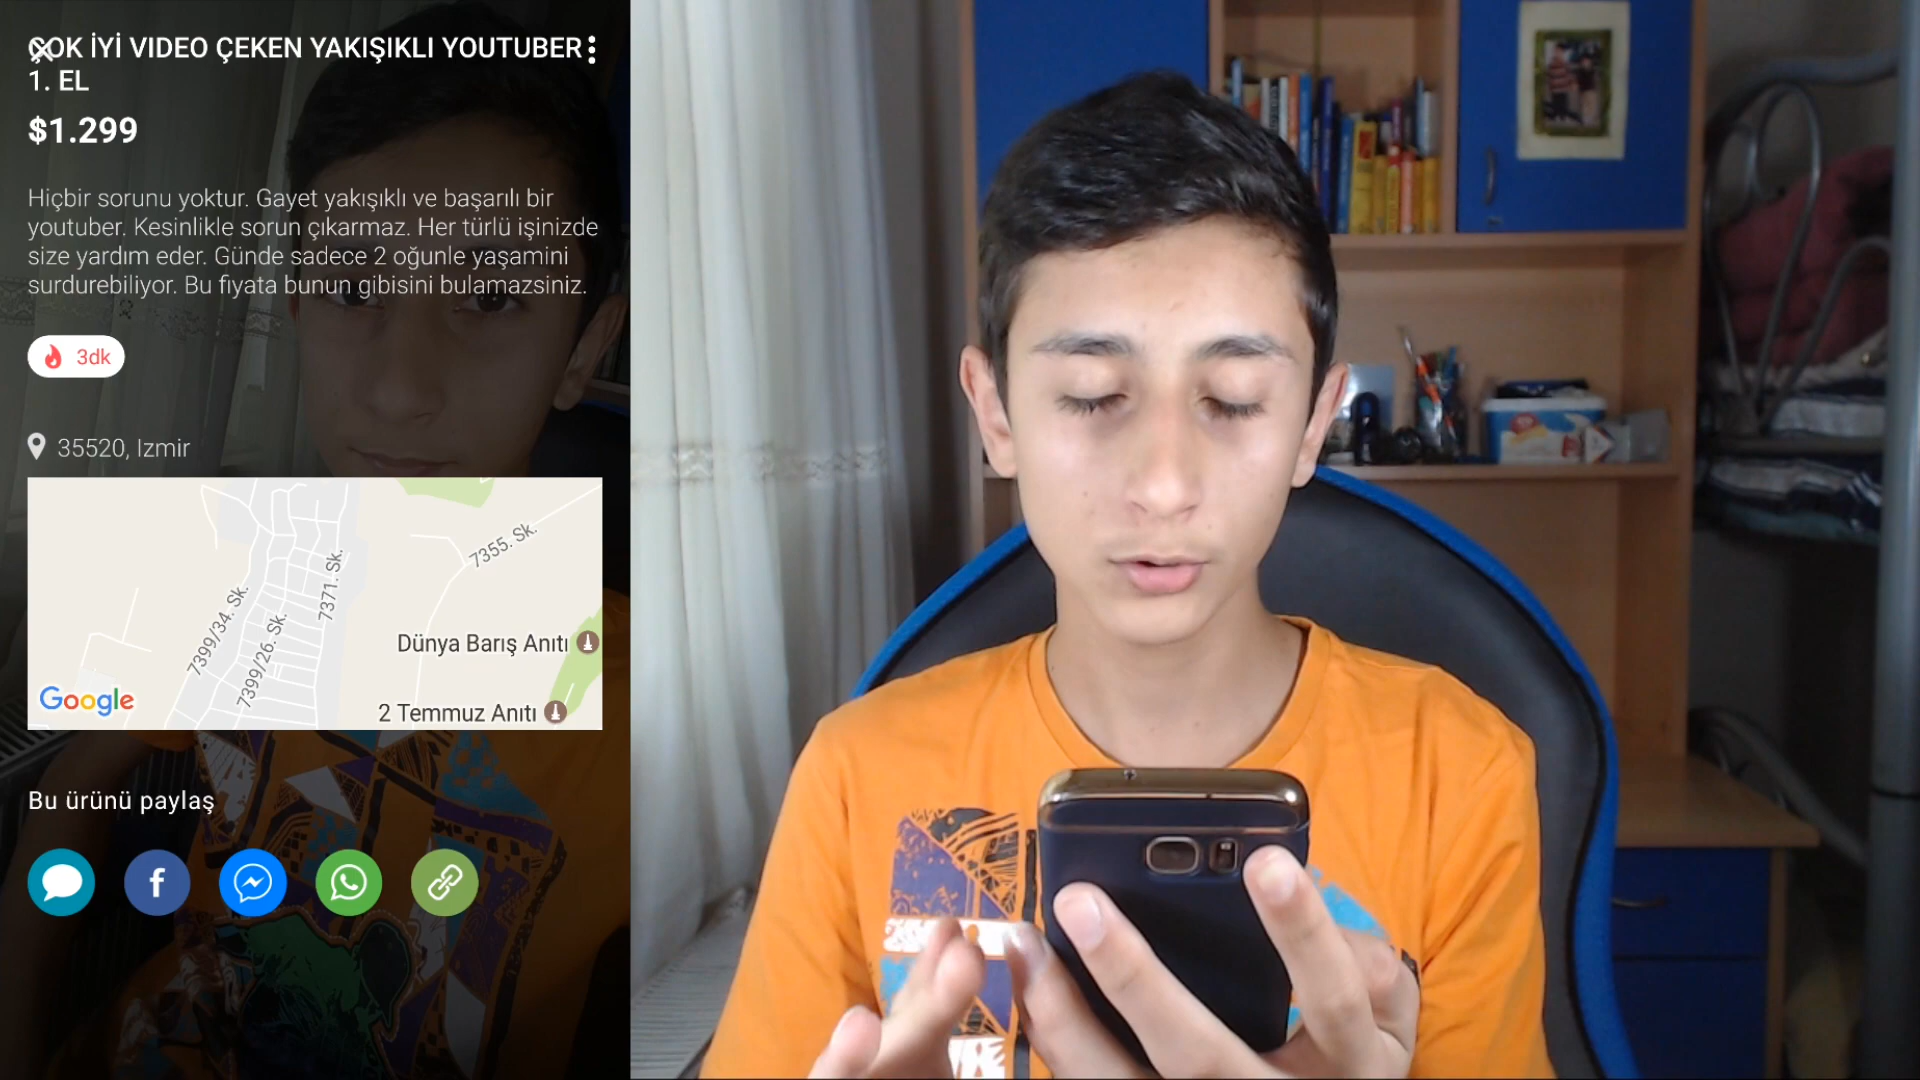 ÇOK İYİ VIDEO ÇEKEN YAKIŞIKLI YOUTUBER
1. EL
$1.299
Hiçbir sorunu yoktur. Gayet yakışıklı ve başarılı bir
youtuber. Kesinlikle sorun çıkarmaz. Her türlü işinizde
size yardım eder. Günde sadece 2 oğunle yaşamini
surdurebiliyor. Bu fiyata bunun gibisini bulamazsiniz.
3dk
35520, Izmir
7355. Sk.
7371. Sk.
7399/34. Sk.
7399/26. Sk.
Dünya Barış Anıtı
2 Temmuz Anıtı
Google
Bu ürünü paylaş